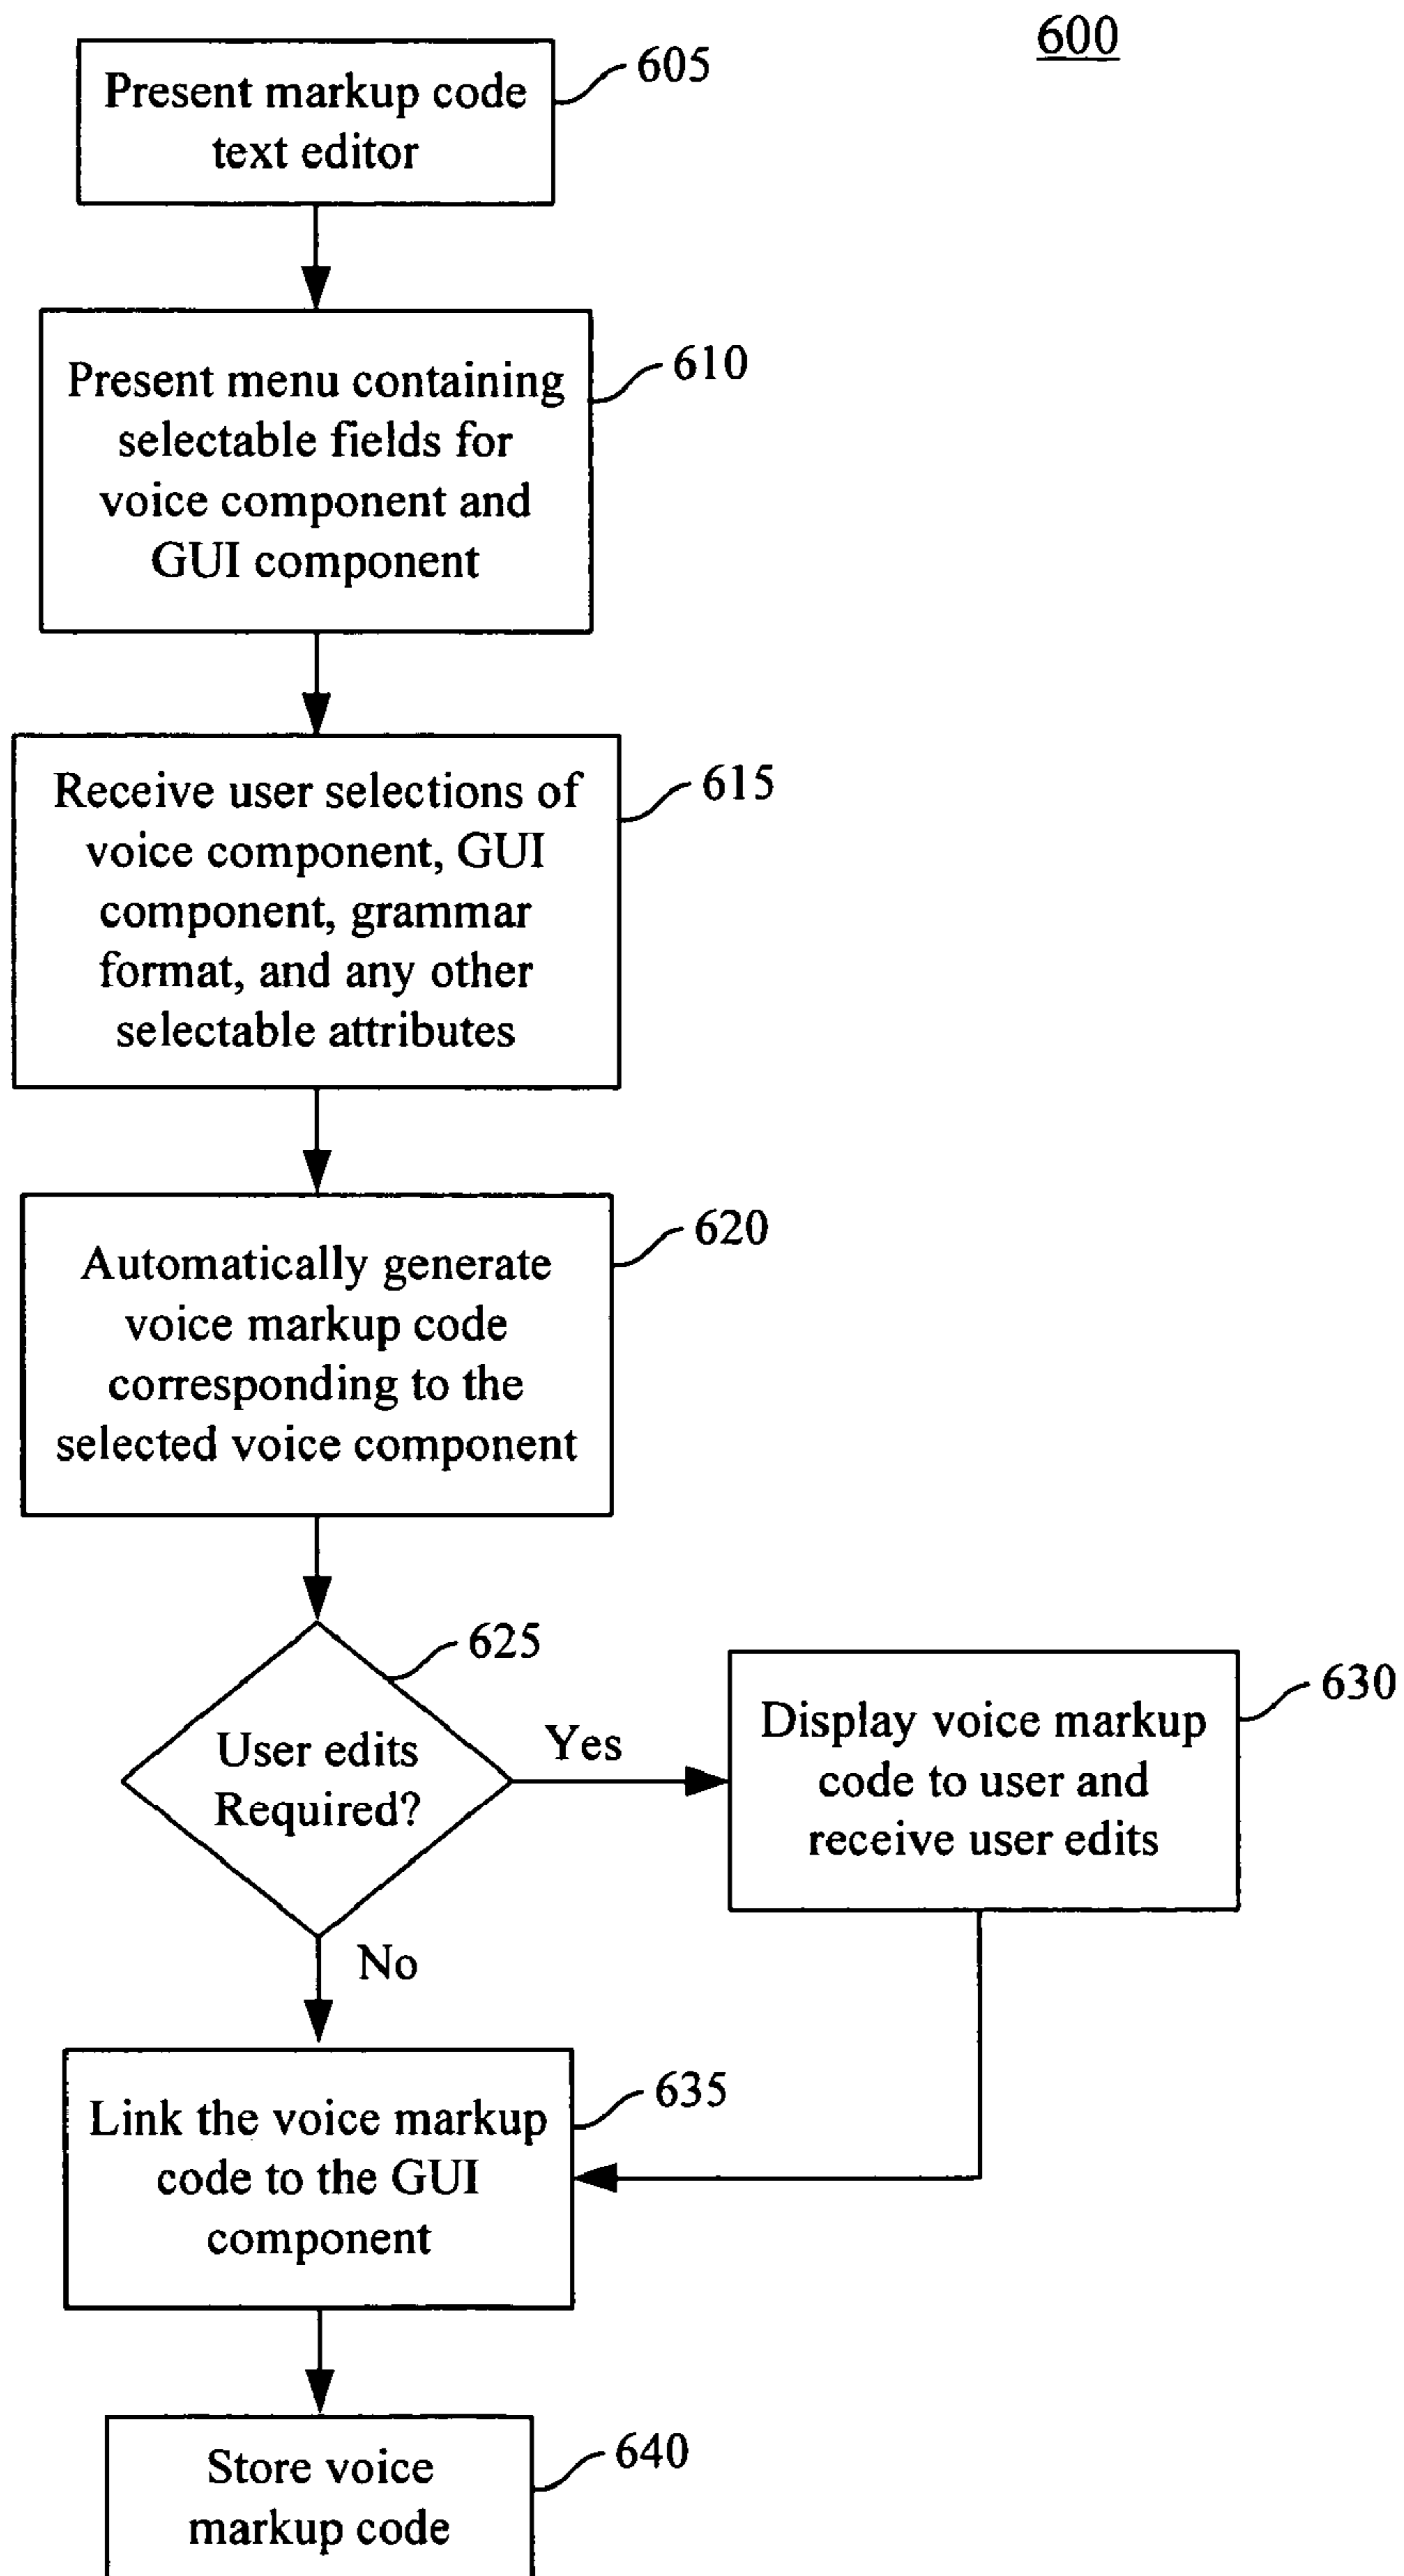 600
Present markup code
text editor
605
Present menu containing
selectable fields for
voice component and
GUI component
610
Receive user selections of
voice component, GUI
component, grammar
format, and any other
selectable attributes
615
Automatically generate
voice markup code
corresponding to the
selected voice component
620
User edits
Required?
625
Yes
Display voice markup
code to user and
receive user edits
630
No
Link the voice markup
code to the GUI
component
635
Store voice
markup code
640